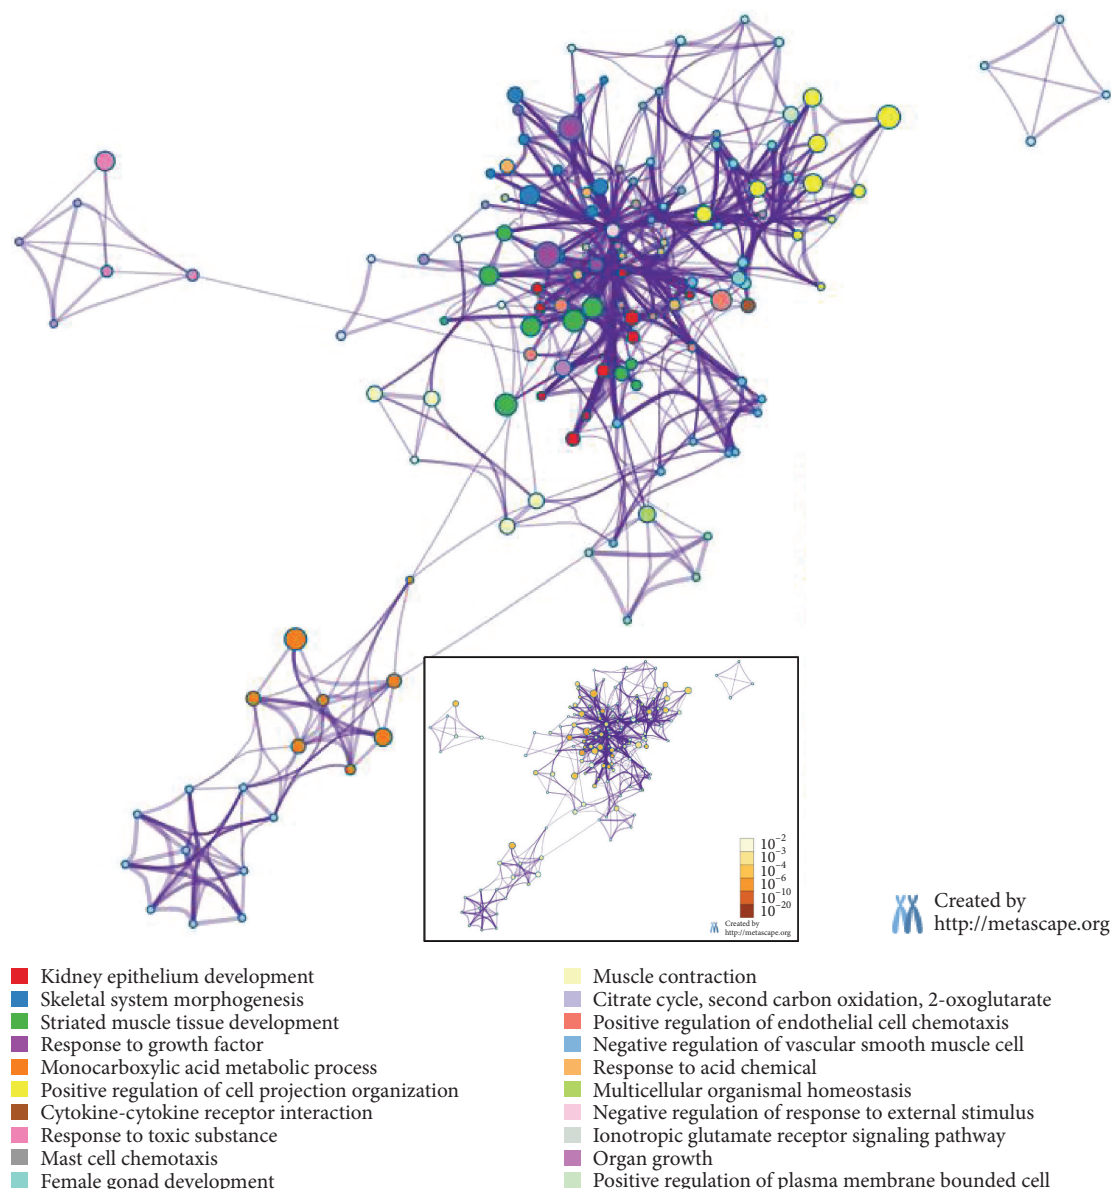 10−2
10−3
10−4
10−6
10−10
10−20
Created by
http://metascape.org
Created by
http://metascape.org
Kidney epithelium development
Skeletal system morphogenesis
Striated muscle tissue development
Response to growth factor
Monocarboxylic acid metabolic process
Positive regulation of cell projection organization
Cytokine-cytokine receptor interaction
Response to toxic substance
Mast cell chemotaxis
Female gonad development
Muscle contraction
Citrate cycle, second carbon oxidation, 2-oxoglutarate
Positive regulation of endothelial cell chemotaxis
Negative regulation of vascular smooth muscle cell
Response to acid chemical
Multicellular organismal homeostasis
Negative regulation of response to external stimulus
Ionotropic glutamate receptor signaling pathway
Organ growth
Positive regulation of plasma membrane bounded cell